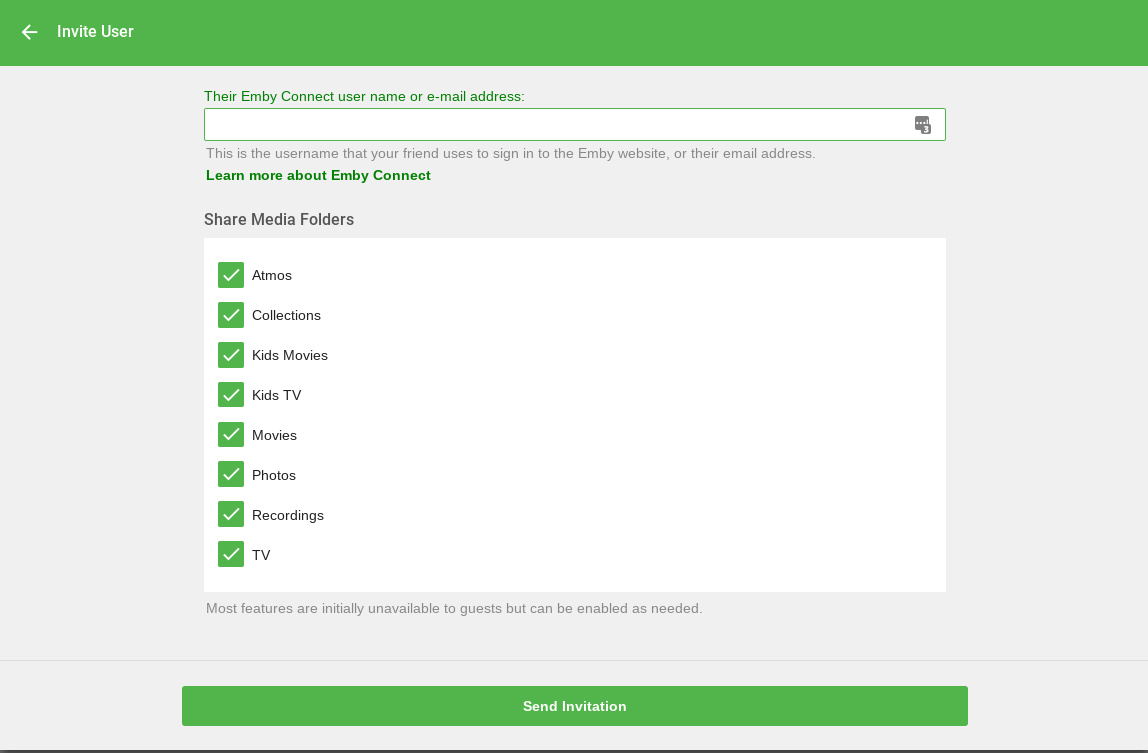 Invite User
Their Emby Connect user name or e-mail address:
3
This is the username that your friend uses to sign in to the Emby website, or their email address.
Learn more about Emby Connect
Share Media Folders
Atmos
Collections
Kids Movies
Kids TV
Movies
Photos
Recordings
TV
Most features are initially unavailable to guests but can be enabled as needed.
Send Invitation